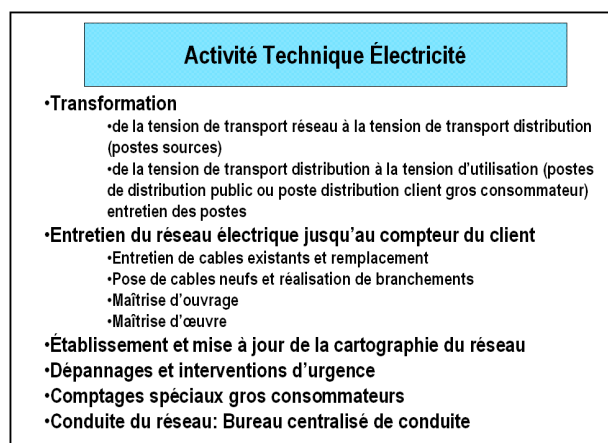 Activité Technique Électricité
•Transformation
•de la tension de transport réseau à la tension de transport distribution
(postes sources)
•de la tension de transport distribution à la tension d'utilisation (postes
de distribution public ou poste distribution client gros consommateur)
entretien des postes
•Entretien du réseau électrique jusqu'au compteur du client
•Entretien de cables existants et remplacement
•Pose de cables neufs et réalisation de branchements
•Maîtrise d'ouvrage
•Maîtrise d'œuvre
•Établissement et mise à jour de la cartographie du réseau
•Dépannages et interventions d'urgence
•Comptages spéciaux gros consommateurs
•Conduite du réseau: Bureau centralisé de conduite